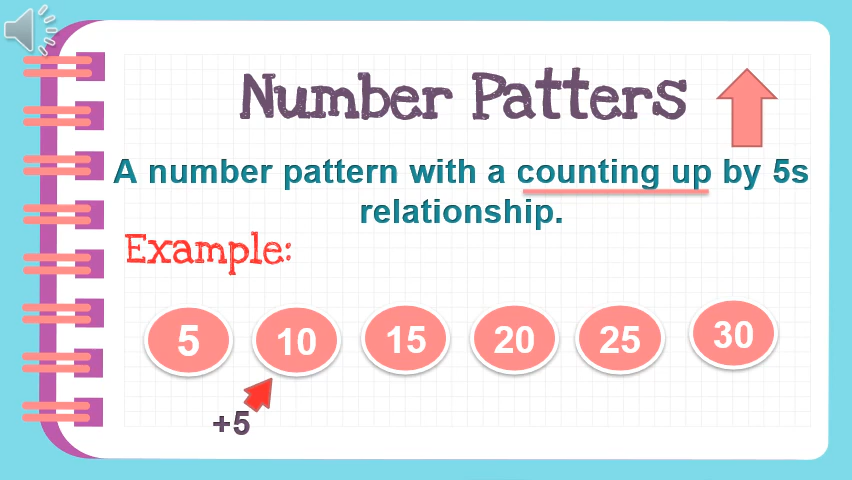 Number Patters
A number pattern with a counting up by 5s
relationship.
Example:
5 10 15 20 25 30
+5